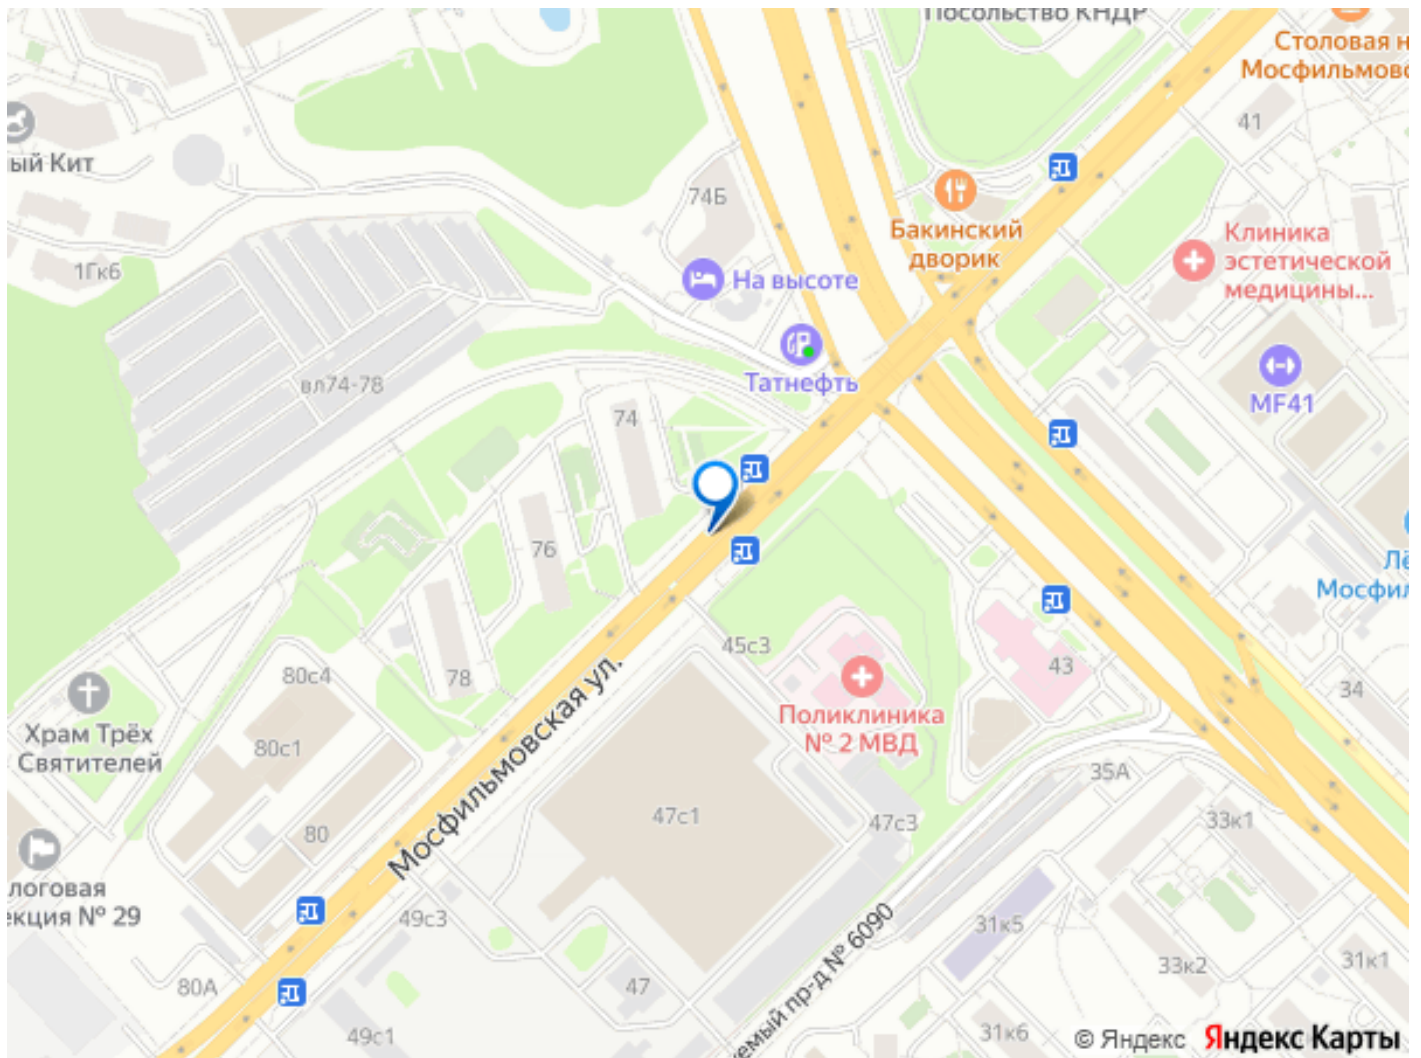 Посольство КНДР
Столовая н
Мосфильмовс
41
ый Кит
74Б
Бакинский
дворик
Клиника
эстетической
медицины...
1Гк6
На высоте
Татнефть
вл74-78
MF41
74
76
Лё
Мосфил
45с3
43
78
80с4
34
Поликлиника
№ 2 МВД
Храм Трёх
Святителей
80с1
Мосфильмовская ул.
35А
47с1
47с3
33к1
80
логовая
екция № 29
49с3
31к5
емый пр-д № 6090
33к2
31к1
80А
47
49с1
31к6
© Яндекс Яндекс Карты